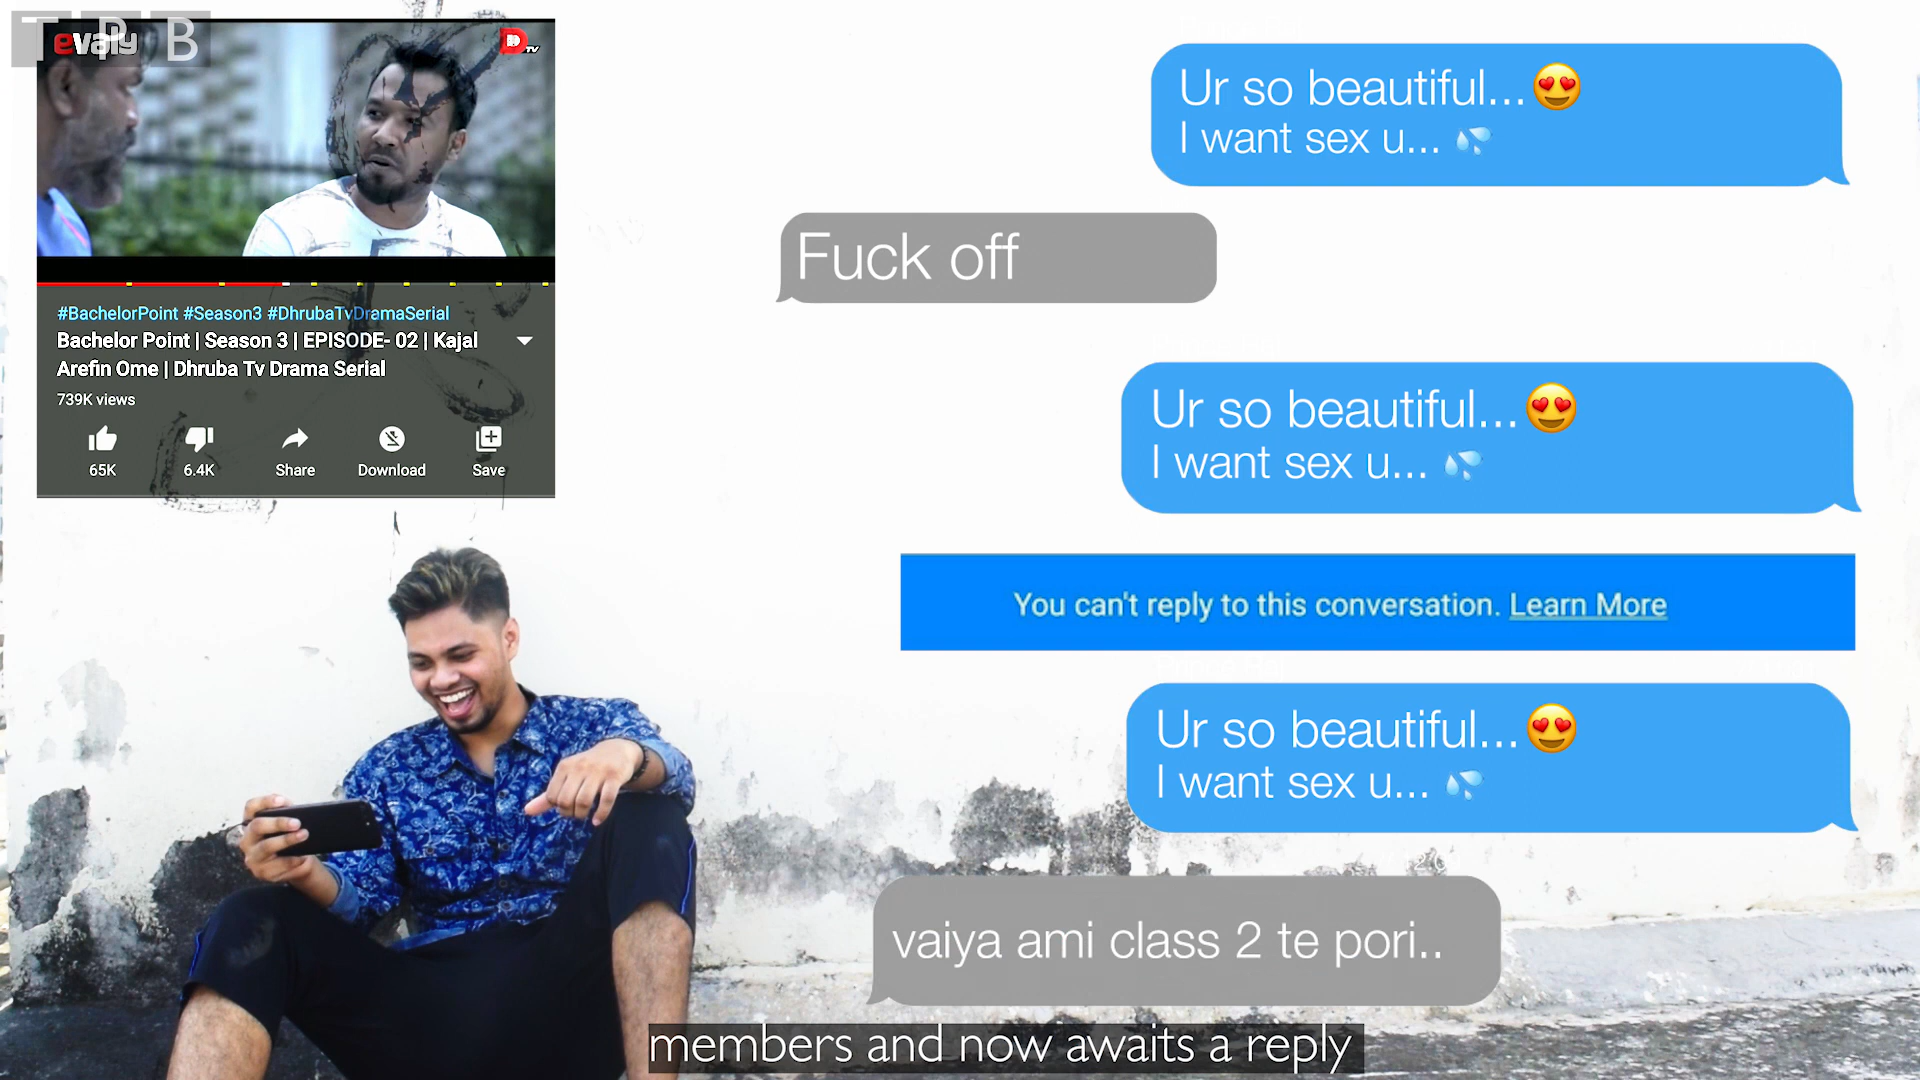 T P B
eValy
D TV
#BachelorPoint #Season3 #DhrubaTvDramaSerial
Bachelor Point | Season 3 | EPISODE- 02 | Kajal
Arefin Ome | Dhruba Tv Drama Serial
739K views
65K 6.4K Share Download Save
Ur so beautiful...😍
I want sex u... 💦
Fuck off
Ur so beautiful...😍
I want sex u... 💦
You can't reply to this conversation. Learn More
Ur so beautiful...😍
I want sex u... 💦
vaiya ami class 2 te pori..
members and now awaits a reply